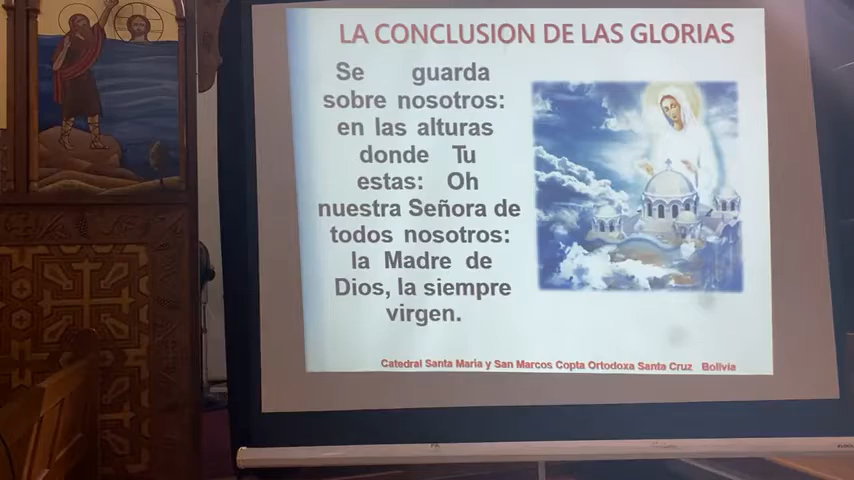 LA CONCLUSION DE LAS GLORIAS
Se guarda
sobre nosotros:
en las alturas
donde Tu
estas: Oh
nuestra Señora de
todos nosotros:
la Madre de
Dios, la siempre
virgen.
Catedral Santa María y San Marcos Copta Ortodoxa Santa Cruz Bolivia